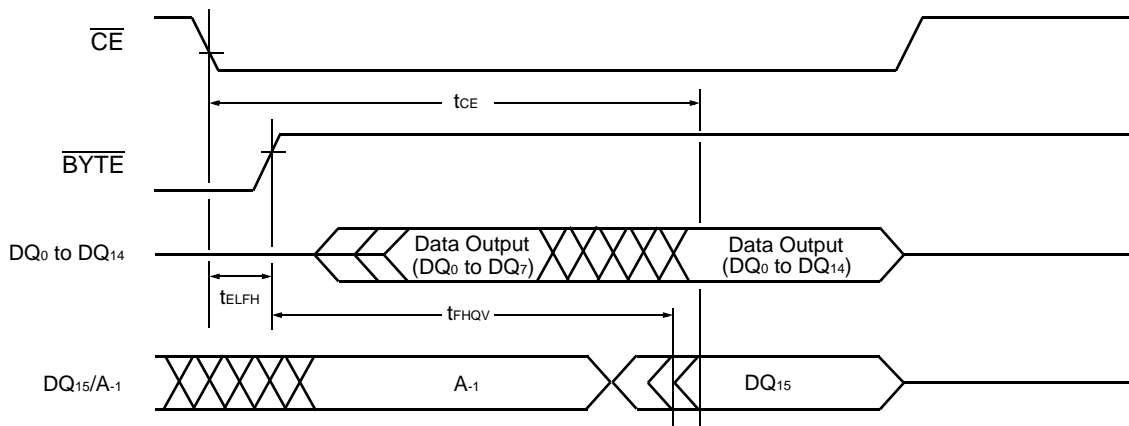 CE
tCE
BYTE
DQ0 to DQ14
Data Output
(DQ0 to DQ7)
Data Output
(DQ0 to DQ14)
tELFH
tFHQV
DQ15/A-1
A-1
DQ15